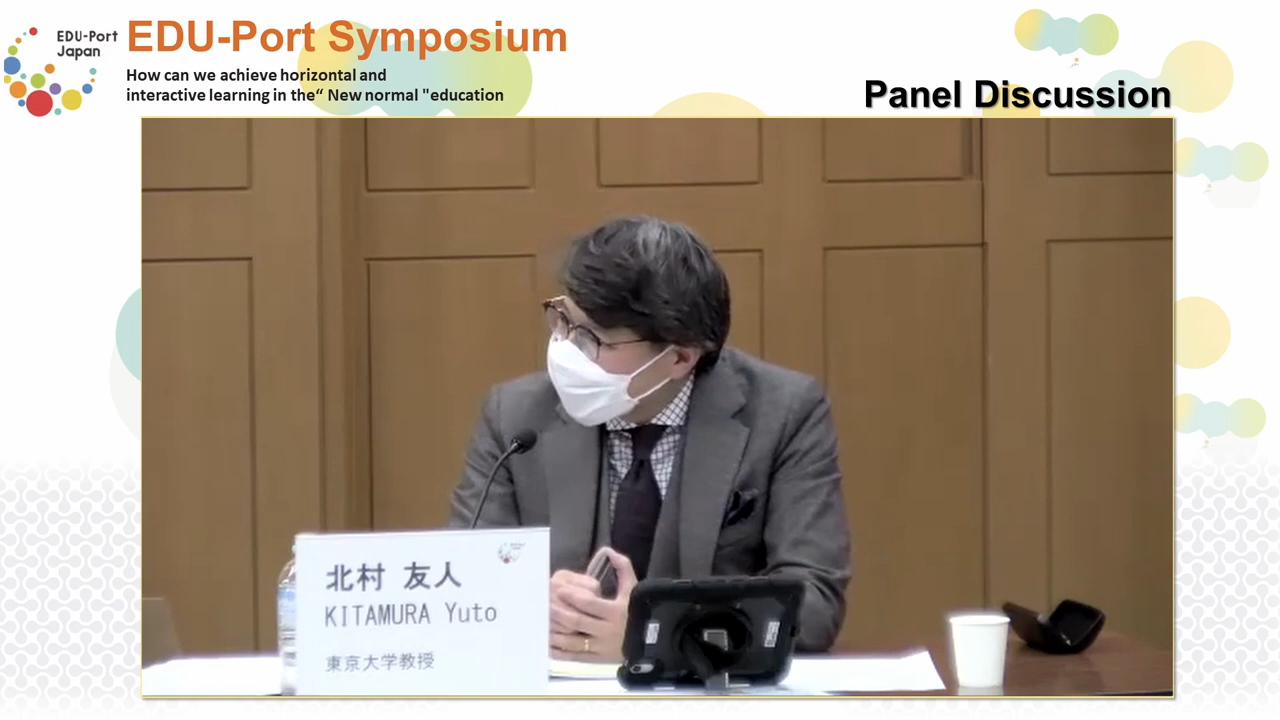 EDU-Port
Japan
EDU-Port Symposium
How can we achieve horizontal and
interactive learning in the“ New normal "education
Panel Discussion
北村 友人
KITAMURA Yuto
東京大学教授